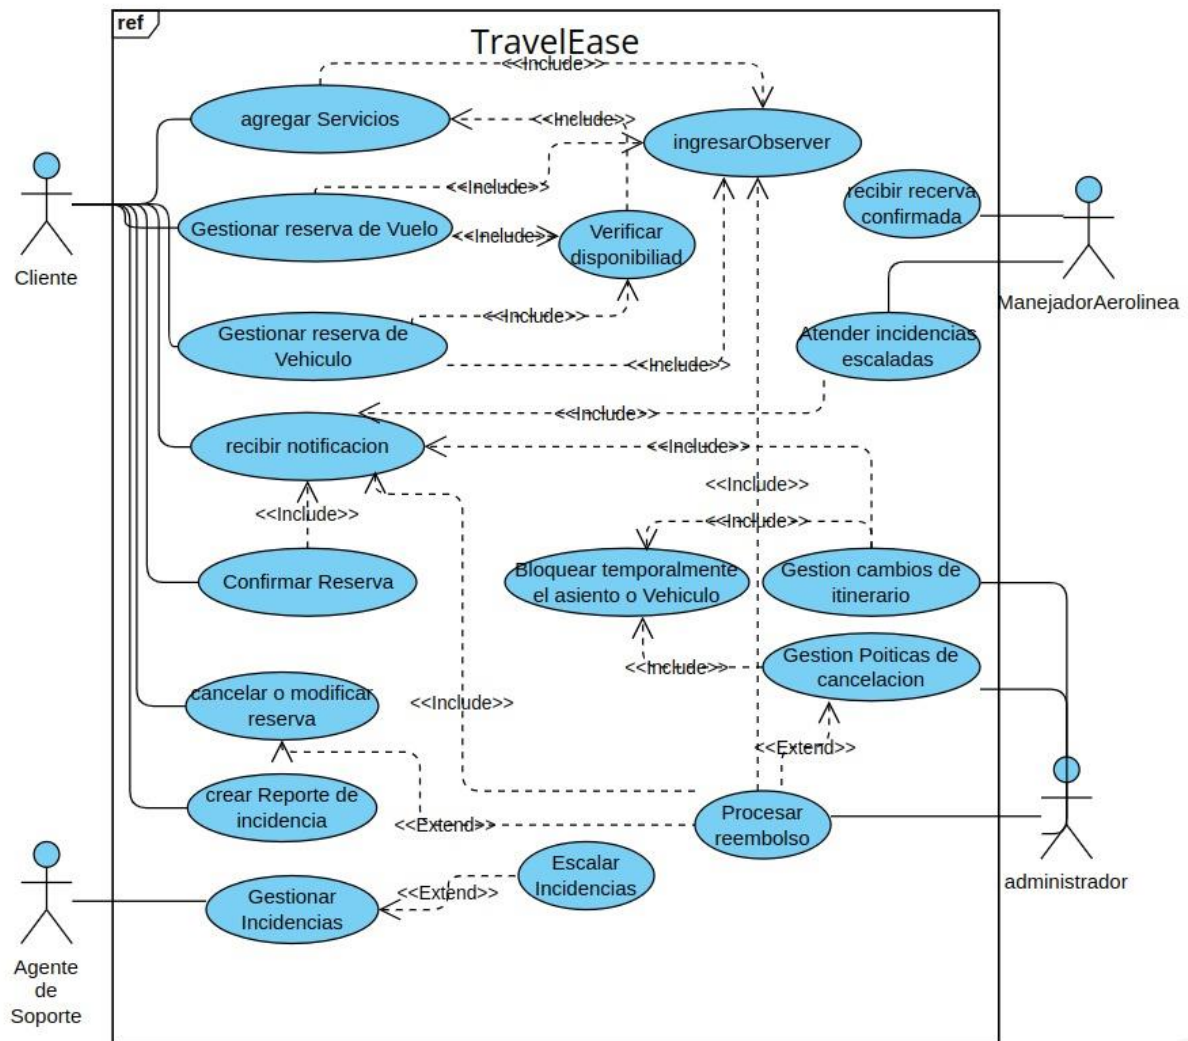 ref
TravelEase
<<Include>>
agregar Servicios
<<Include>>
ingresarObserver
<<Include>>
recibir recerva
confirmada
Gestionar reserva de Vuelo
<<Include>>
Verificar
disponibiliad
Cliente
ManejadorAerolinea
<<Include>>
Gestionar reserva de
Vehiculo
Atender incidencias
escaladas
<<Include>>
<<Include>>
recibir notificacion
<<Include>>
<<Include>>
<<Include>>
<<Include>>
Bloquear temporalmente
el asiento o Vehiculo
Gestion cambios de
itinerario
Confirmar Reserva
Gestion Poiticas de
cancelacion
<<Include>>
cancelar o modificar
reserva
<<Include>>
<<Extend>>
crear Reporte de
incidencia
Procesar
reembolso
<<Extend>>
Escalar
Incidencias
administrador
<<Extend>>
Gestionar
Incidencias
Agente
de
Soporte